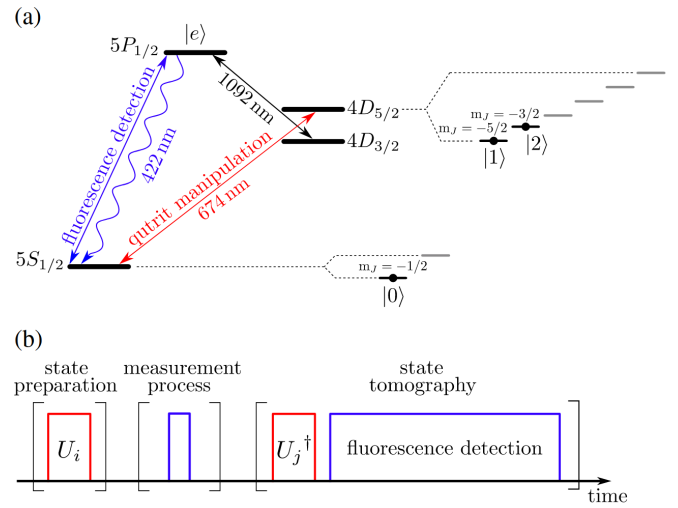 (a)
5P1/2
|e⟩
1092 nm
4D5/2
4D3/2
fluorescence detection
422 nm
qutrit manipulation
674 nm
mJ = −3/2
mJ = −5/2
|1⟩
|2⟩
5S1/2
mJ = −1/2
|0⟩
(b)
state
preparation
measurement
process
state
tomography
Ui
Uj†
fluorescence detection
time